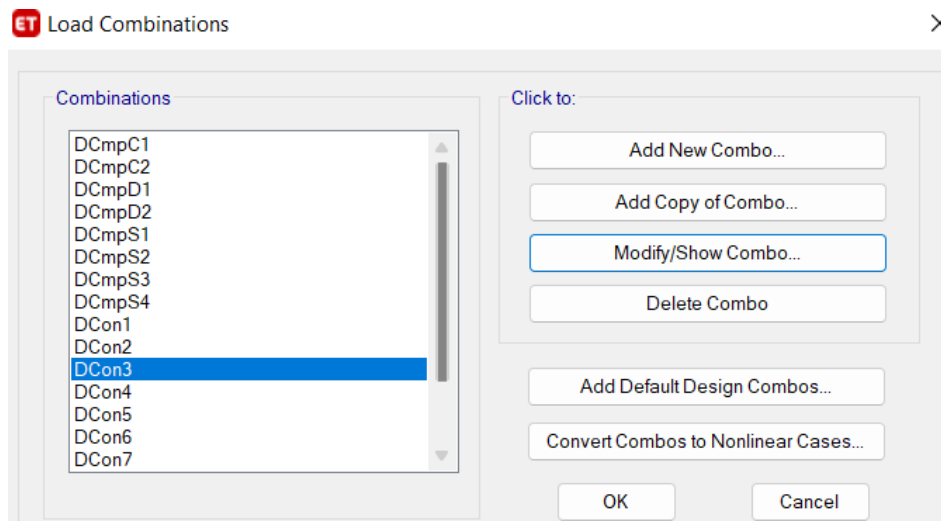 ET Load Combinations
Combinations
DCmpC1
DCmpC2
DCmpD1
DCmpD2
DCmpS1
DCmpS2
DCmpS3
DCmpS4
DCon1
DCon2
DCon3
DCon4
DCon5
DCon6
DCon7
Click to:
Add New Combo...
Add Copy of Combo...
Modify/Show Combo...
Delete Combo
Add Default Design Combos...
Convert Combos to Nonlinear Cases...
OK
Cancel